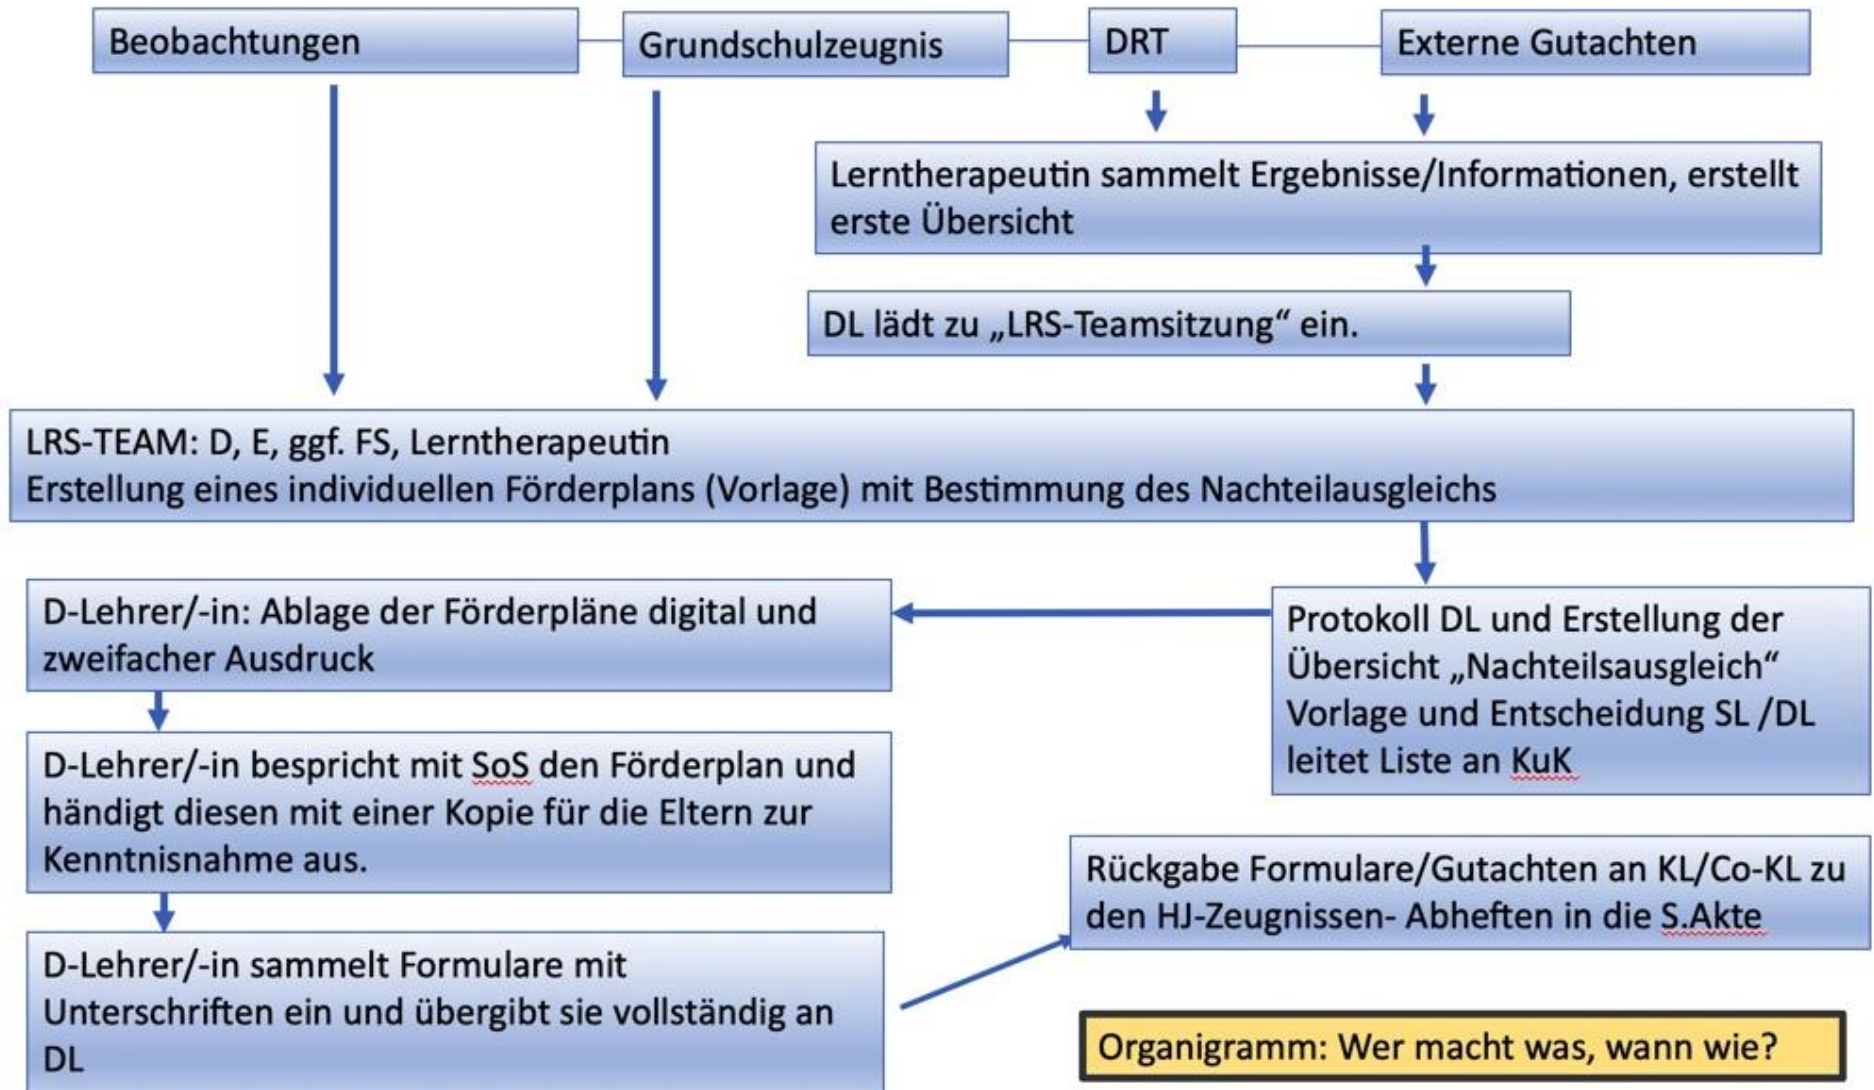 Beobachtungen
Grundschulzeugnis
DRT
Externe Gutachten
Lerntherapeutin sammelt Ergebnisse/Informationen, erstellt
erste Übersicht
DL lädt zu „LRS-Teamsitzung“ ein.
LRS-TEAM: D, E, ggf. FS, Lerntherapeutin
Erstellung eines individuellen Förderplans (Vorlage) mit Bestimmung des Nachteilausgleichs
Protokoll DL und Erstellung der
Übersicht „Nachteilsausgleich“
Vorlage und Entscheidung SL /DL
leitet Liste an KuK
D-Lehrer/-in: Ablage der Förderpläne digital und
zweifacher Ausdruck
D-Lehrer/-in bespricht mit SoS den Förderplan und
händigt diesen mit einer Kopie für die Eltern zur
Kenntnisnahme aus.
D-Lehrer/-in sammelt Formulare mit
Unterschriften ein und übergibt sie vollständig an
DL
Rückgabe Formulare/Gutachten an KL/Co-KL zu
den HJ-Zeugnissen- Abheften in die S.Akte
Organigramm: Wer macht was, wann wie?